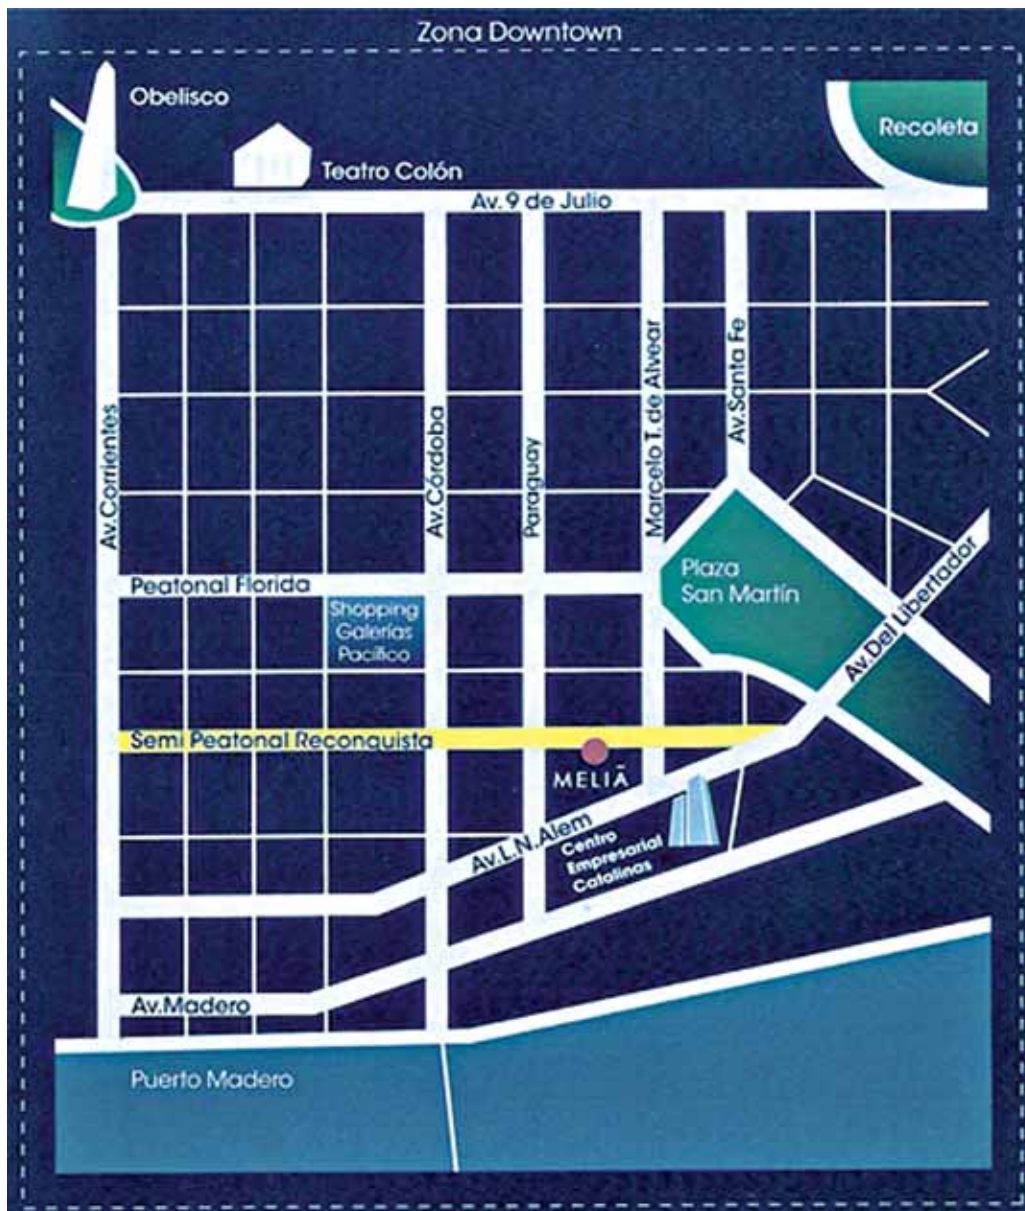 Zona Downtown
Obelisco
Recoleta
Teatro Colón
Av. 9 de Julio
Av.Corrientes
Av.Córdoba
Paraguay
Marcelo T. de Alvear
Av.Santa Fe
Peatonal Florida
Plaza
San Martín
Shopping
Galerías
Pacífico
Av.Del Libertador
Semi Peatonal Reconquista
MELIÃ
Av.L.N.Alem
Centro
Empresarial
Catalinas
Av.Madero
Puerto Madero